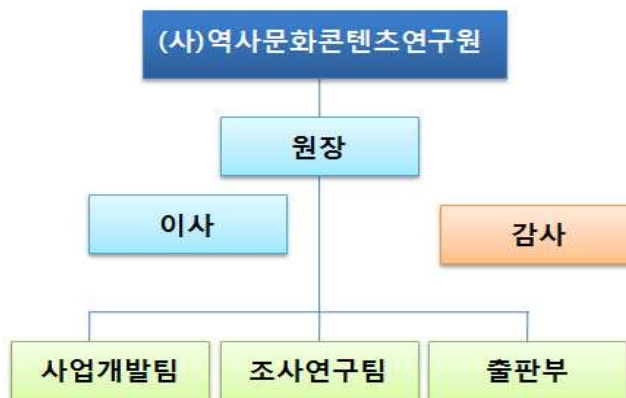 (사)역사문화콘텐츠연구원
원장
이사
감사
사업개발팀
조사연구팀
출판부